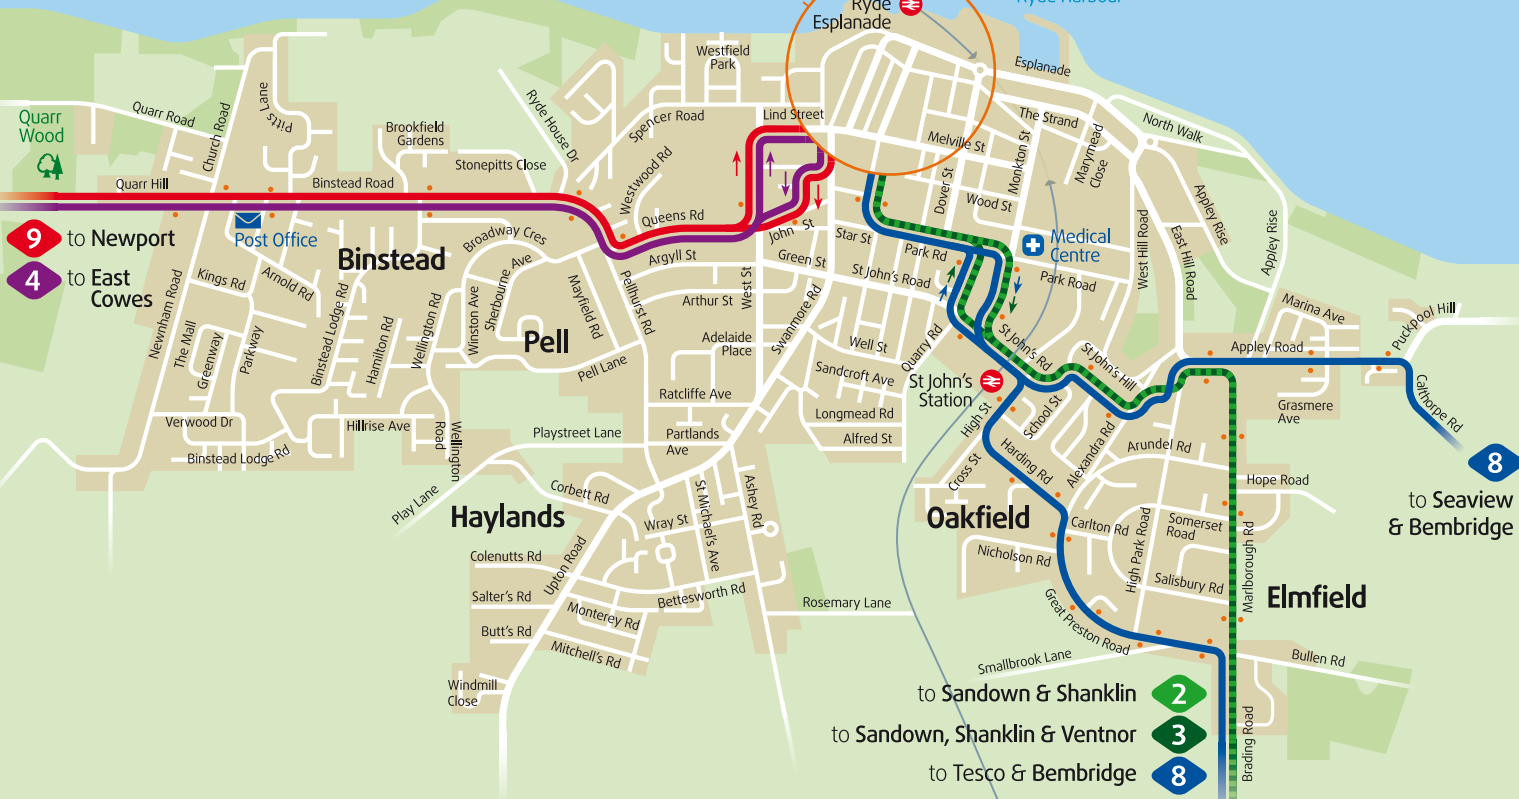 Ryde
Esplanade
Westfield
Park
Esplanade
Quarr
Wood
Quarr Road
Church Road
Pitts Lane
Brookfield
Gardens
Ryde House Dr
Spencer Road
Lind Street
Melville St
The Strand
Monkton St
Marymead
Close
North Walk
Stonepitts Close
Westwood Rd
Quarr Hill
Binstead Road
Queens Rd
Dover St
Wood St
West Hill Road
East Hill Road
Appley Rise
Appley Rise
9
to Newport
4
to East
Cowes
Post Office
Binstead
Broadway Cres
Argyll St
John St
Star St
Green St
Park Rd
St John's Road
Medical
Centre
Park Road
Newnham Road
Kings Rd
Arnold Rd
The Mall
Greenway
Parkway
Binstead Lodge Rd
Hamilton Rd
Wellington Rd
Winston Ave
Sherbourne Ave
Pell
Mayfield Rd
Pellhurst Rd
Pell Lane
Arthur St
West St
Adelaide
Place
Swanmore Rd
Well St
Quarry Rd
Sandcroft Ave
St John's
Station
St John's Rd
St John's Hill
Marina Ave
Puckpool Hill
Appley Road
Calthorpe Rd
Grasmere
Ave
Ratcliffe Ave
Longmead Rd
Alfred St
High St
School St
Verwood Dr
Hillrise Ave
Wellington
Road
Binstead Lodge Rd
Playstreet Lane
Partlands
Ave
Cross St
Harding Rd
Alexandra Rd
Arundel Rd
8
to Seaview
& Bembridge
Hope Road
Play Lane
Haylands
Corbett Rd
Wray St
St Michael's Ave
Ashey Rd
Oakfield
Carlton Rd
Nicholson Rd
High Park Road
Somerset
Road
Salisbury Rd
Marlborough Rd
Elmfield
Colenutts Rd
Upton Road
Salter's Rd
Butt's Rd
Monterey Rd
Mitchell's Rd
Bettesworth Rd
Rosemary Lane
Great Preston Road
Smallbrook Lane
Bullen Rd
Windmill
Close
Brading Road
to Sandown & Shanklin
2
to Sandown, Shanklin & Ventnor
3
to Tesco & Bembridge
8